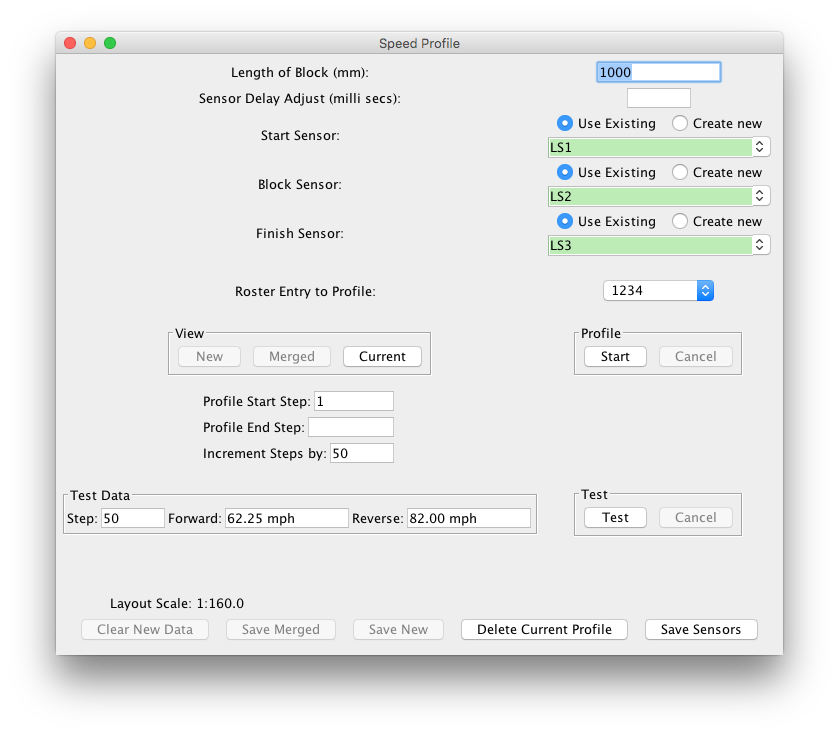 Speed Profile
Length of Block (mm): 1000
Sensor Delay Adjust (milli secs):
Use Existing Create new
Start Sensor:
LS1
Use Existing Create new
Block Sensor:
LS2
Use Existing Create new
Finish Sensor:
LS3
Roster Entry to Profile: 1234
View Profile
New Merged Current Start Cancel
Profile Start Step: 1
Profile End Step:
Increment Steps by: 50
Test Data Test
Step: 50 Forward: 62.25 mph Reverse: 82.00 mph Test Cancel
Layout Scale: 1:160.0
Clear New Data Save Merged Save New Delete Current Profile Save Sensors